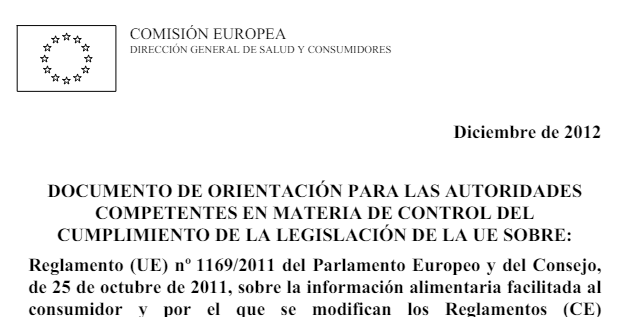 COMISIÓN EUROPEA
DIRECCIÓN GENERAL DE SALUD Y CONSUMIDORES
Diciembre de 2012
DOCUMENTO DE ORIENTACIÓN PARA LAS AUTORIDADES
COMPETENTES EN MATERIA DE CONTROL DEL
CUMPLIMIENTO DE LA LEGISLACIÓN DE LA UE SOBRE:
Reglamento (UE) nº 1169/2011 del Parlamento Europeo y del Consejo,
de 25 de octubre de 2011, sobre la información alimentaria facilitada al
consumidor y por el que se modifican los Reglamentos (CE)